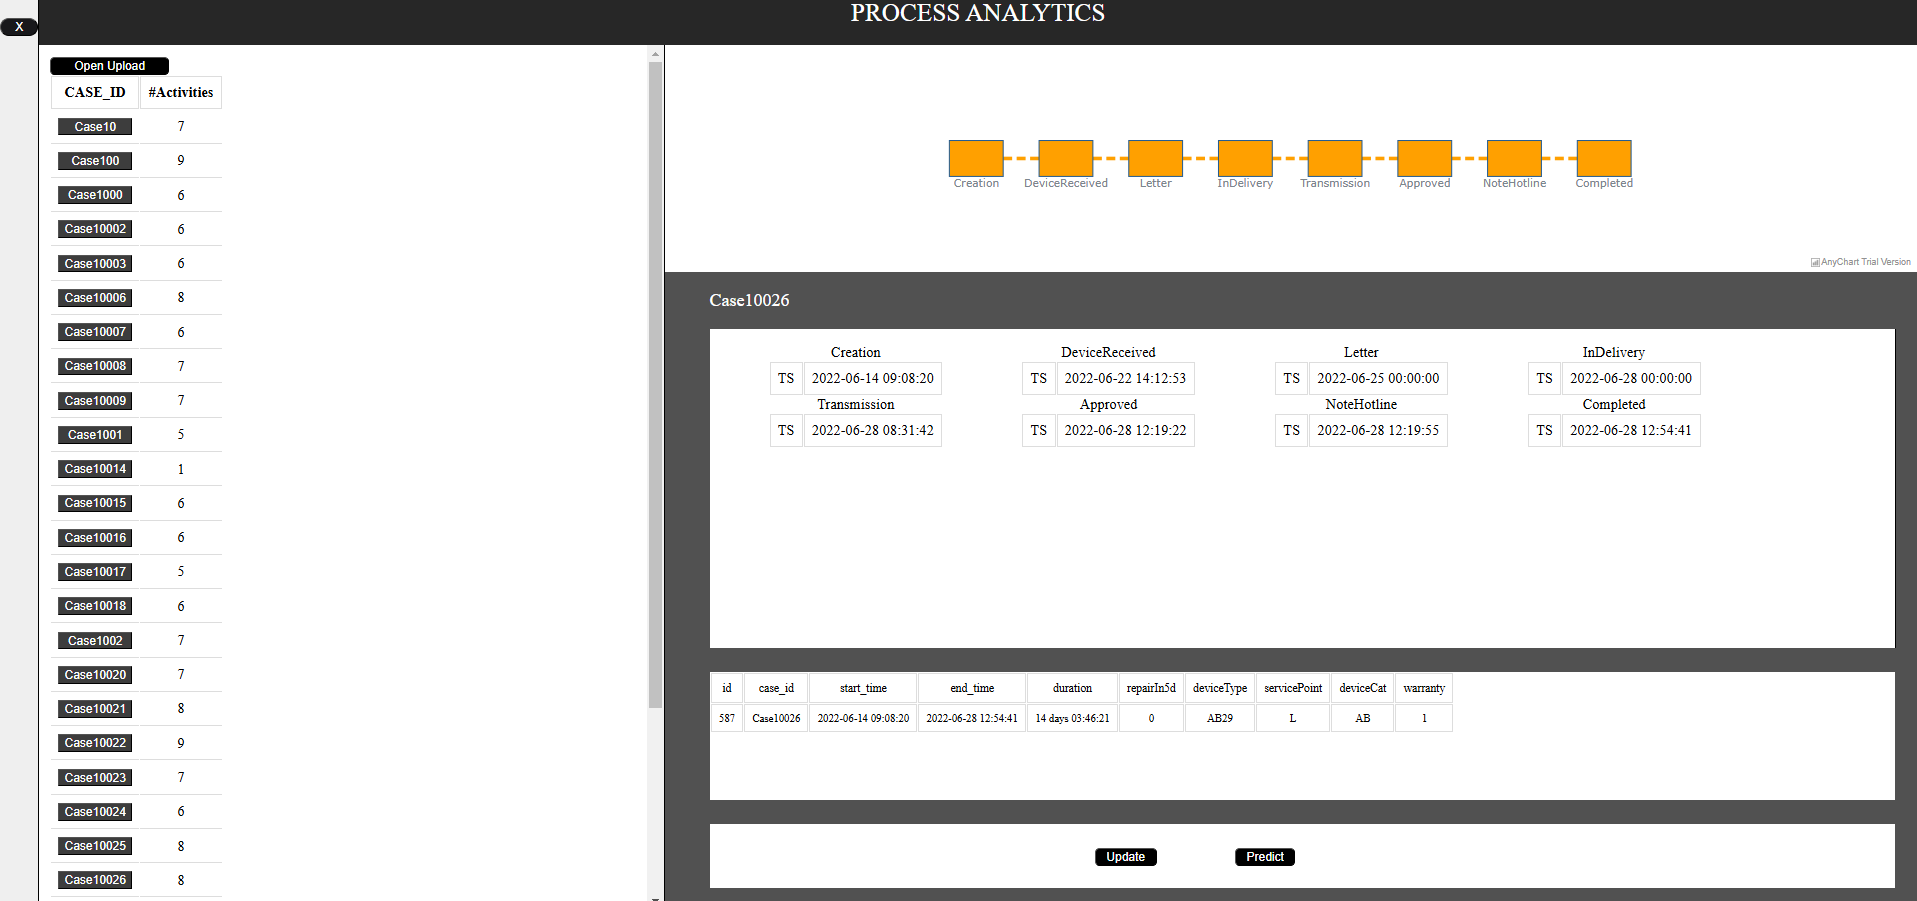 PROCESS ANALYTICS
X
Open Upload
CASE_ID #Activities
Case10 7
Case100 9
Case1000 6
Case10002 6
Case10003 6
Case10006 8
Case10007 6
Case10008 7
Case10009 7
Case1001 5
Case10014 1
Case10015 6
Case10016 6
Case10017 5
Case10018 6
Case1002 7
Case10020 7
Case10021 8
Case10022 9
Case10023 7
Case10024 6
Case10025 8
Case10026 8
Creation DeviceReceived Letter InDelivery Transmission Approved NoteHotline Completed
AnyChart Trial Version
Case10026
Creation DeviceReceived Letter InDelivery
TS 2022-06-14 09:08:20 TS 2022-06-22 14:12:53 TS 2022-06-25 00:00:00 TS 2022-06-28 00:00:00
Transmission Approved NoteHotline Completed
TS 2022-06-28 08:31:42 TS 2022-06-28 12:19:22 TS 2022-06-28 12:19:55 TS 2022-06-28 12:54:41
id case_id start_time end_time duration repairIn5d deviceType servicePoint deviceCat warranty
587 Case10026 2022-06-14 09:08:20 2022-06-28 12:54:41 14 days 03:46:21 0 AB29 L AB 1
Update Predict